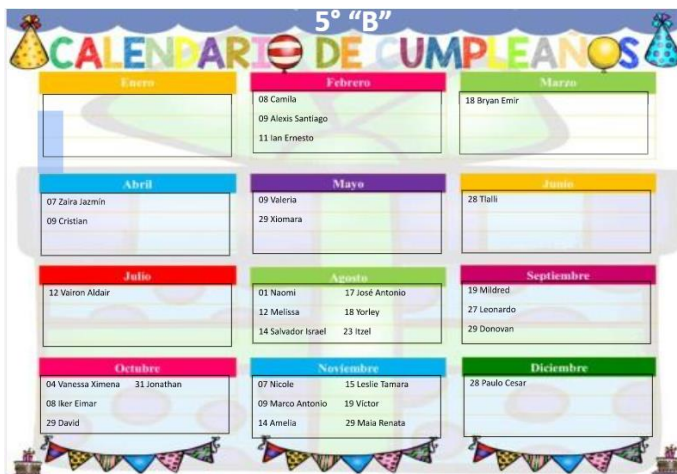 5° “B”
CALENDARIO DE CUMPLEAÑOS
Enero
Febrero
08 Camila
09 Alexis Santiago
11 Ian Ernesto
Marzo
18 Bryan Emir
Abril
07 Zaira Jazmín
09 Cristian
Mayo
09 Valeria
29 Xiomara
Junio
28 Tlalli
Julio
12 Vairon Aldair
Agosto
01 Naomi
12 Melissa
14 Salvador Israel
17 José Antonio
18 Yorley
23 Itzel
Septiembre
19 Mildred
27 Leonardo
29 Donovan
Octubre
04 Vanessa Ximena
08 Iker Eimar
29 David
31 Jonathan
Noviembre
07 Nicole
09 Marco Antonio
14 Amelia
15 Leslie Tamara
19 Víctor
29 Maia Renata
Diciembre
28 Paulo Cesar